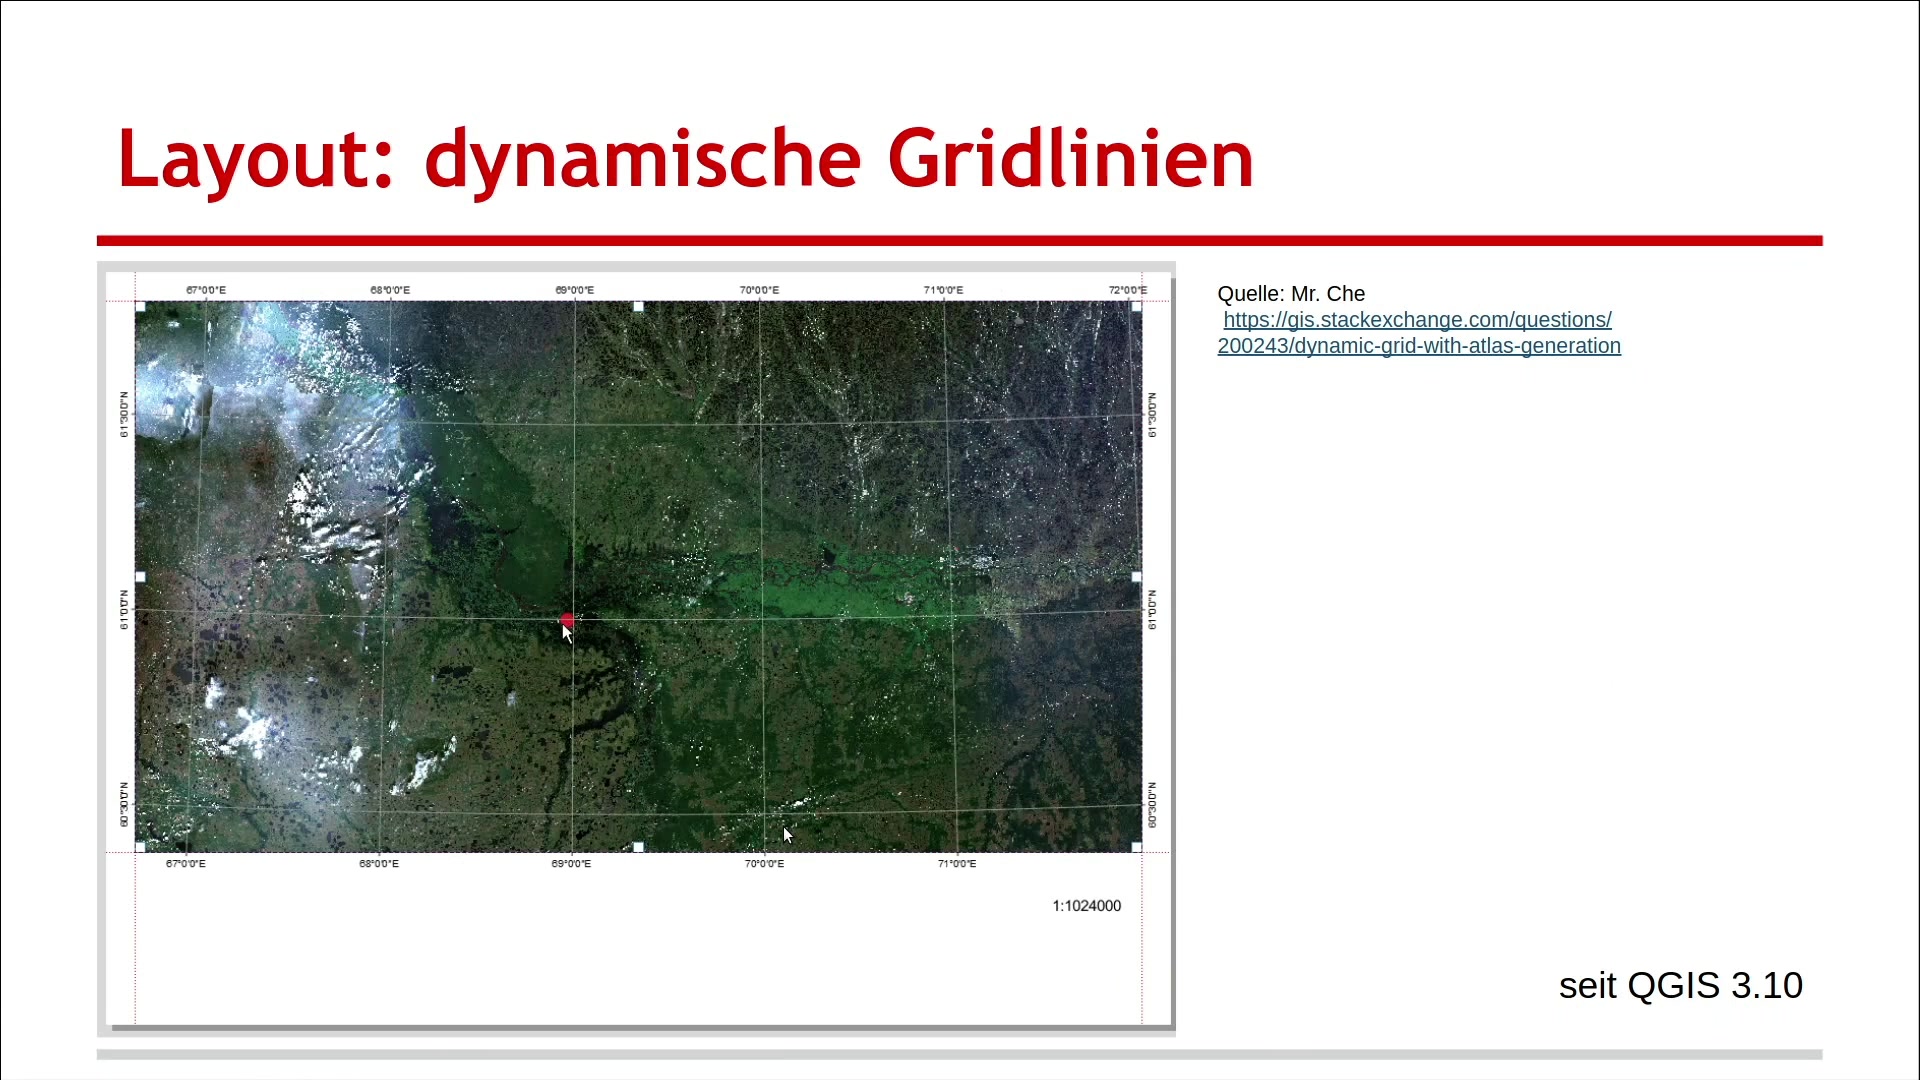 Layout: dynamische Gridlinien
67°0'0"E 68°0'0"E 69°0'0"E 70°0'0"E 71°0'0"E 72°0'0"E
Quelle: Mr. Che
https://gis.stackexchange.com/questions/
200243/dynamic-grid-with-atlas-generation
61°30'0"N 61°30'0"N
61°0'0"N 61°0'0"N
60°30'0"N 60°30'0"N
67°0'0"E 68°0'0"E 69°0'0"E 70°0'0"E 71°0'0"E
1:1024000
seit QGIS 3.10